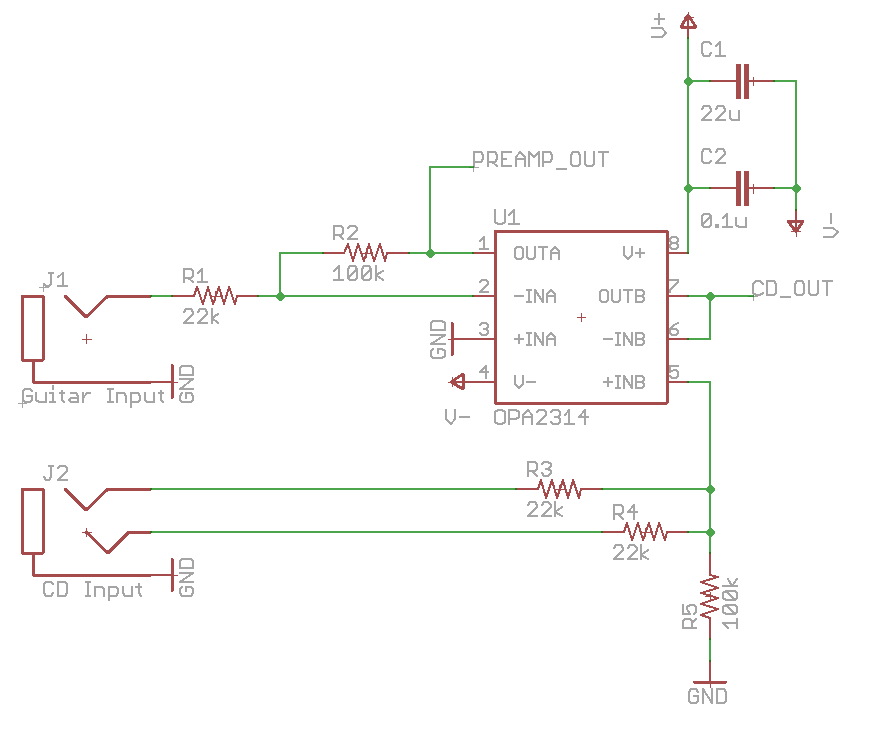 V+
C1
22u
C2
0.1u
V-
PREAMP_OUT
U1
R2
100k
1 OUTA V+ 8
J1
R1
22k
2 -INA OUTB 7
CD_OUT
GND
3 +INA -INB 6
4 V- +INB 5
GND
Guitar Input
V- OPA2314
J2
R3
22k
R4
22k
GND
CD Input
R5
100k
GND